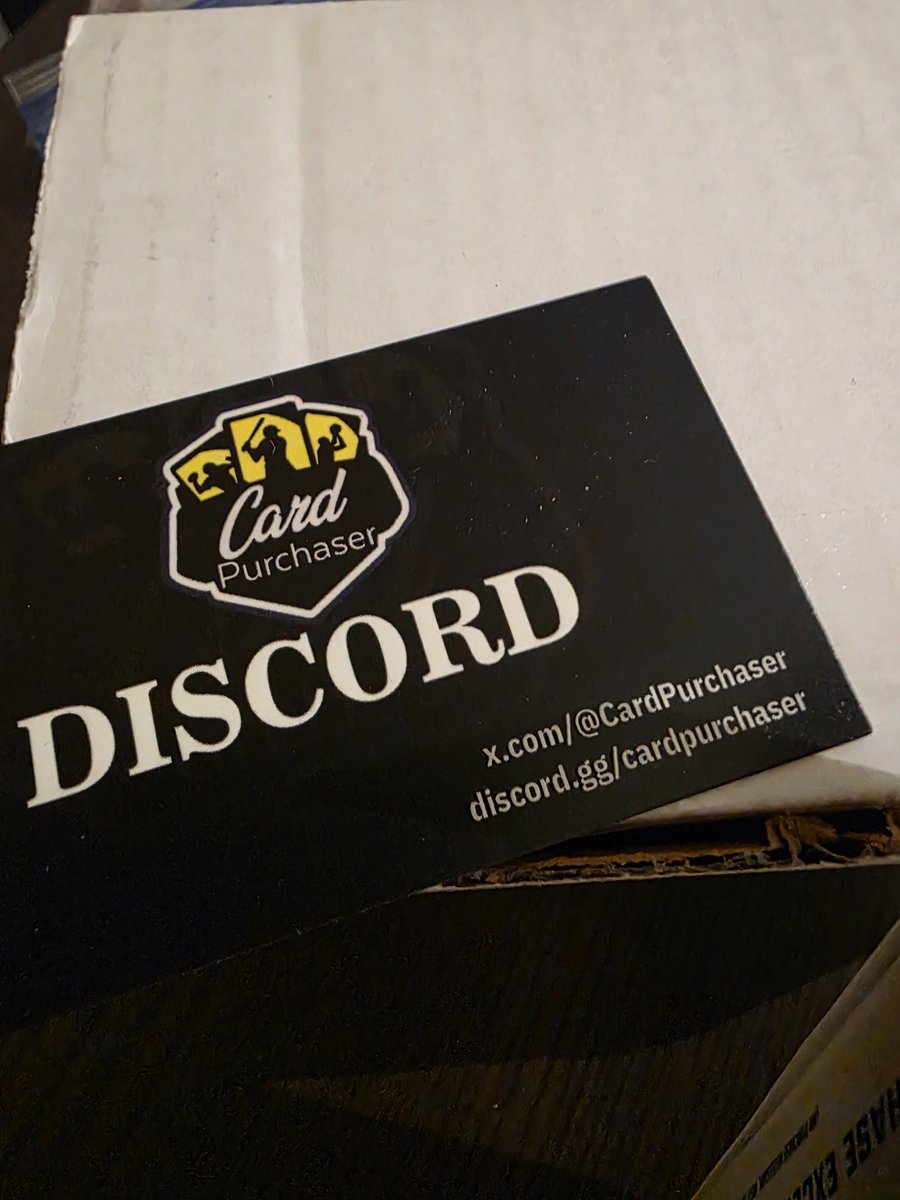 Card
Purchaser
DISCORD
x.com/@CardPurchaser
discord.gg/cardpurchaser